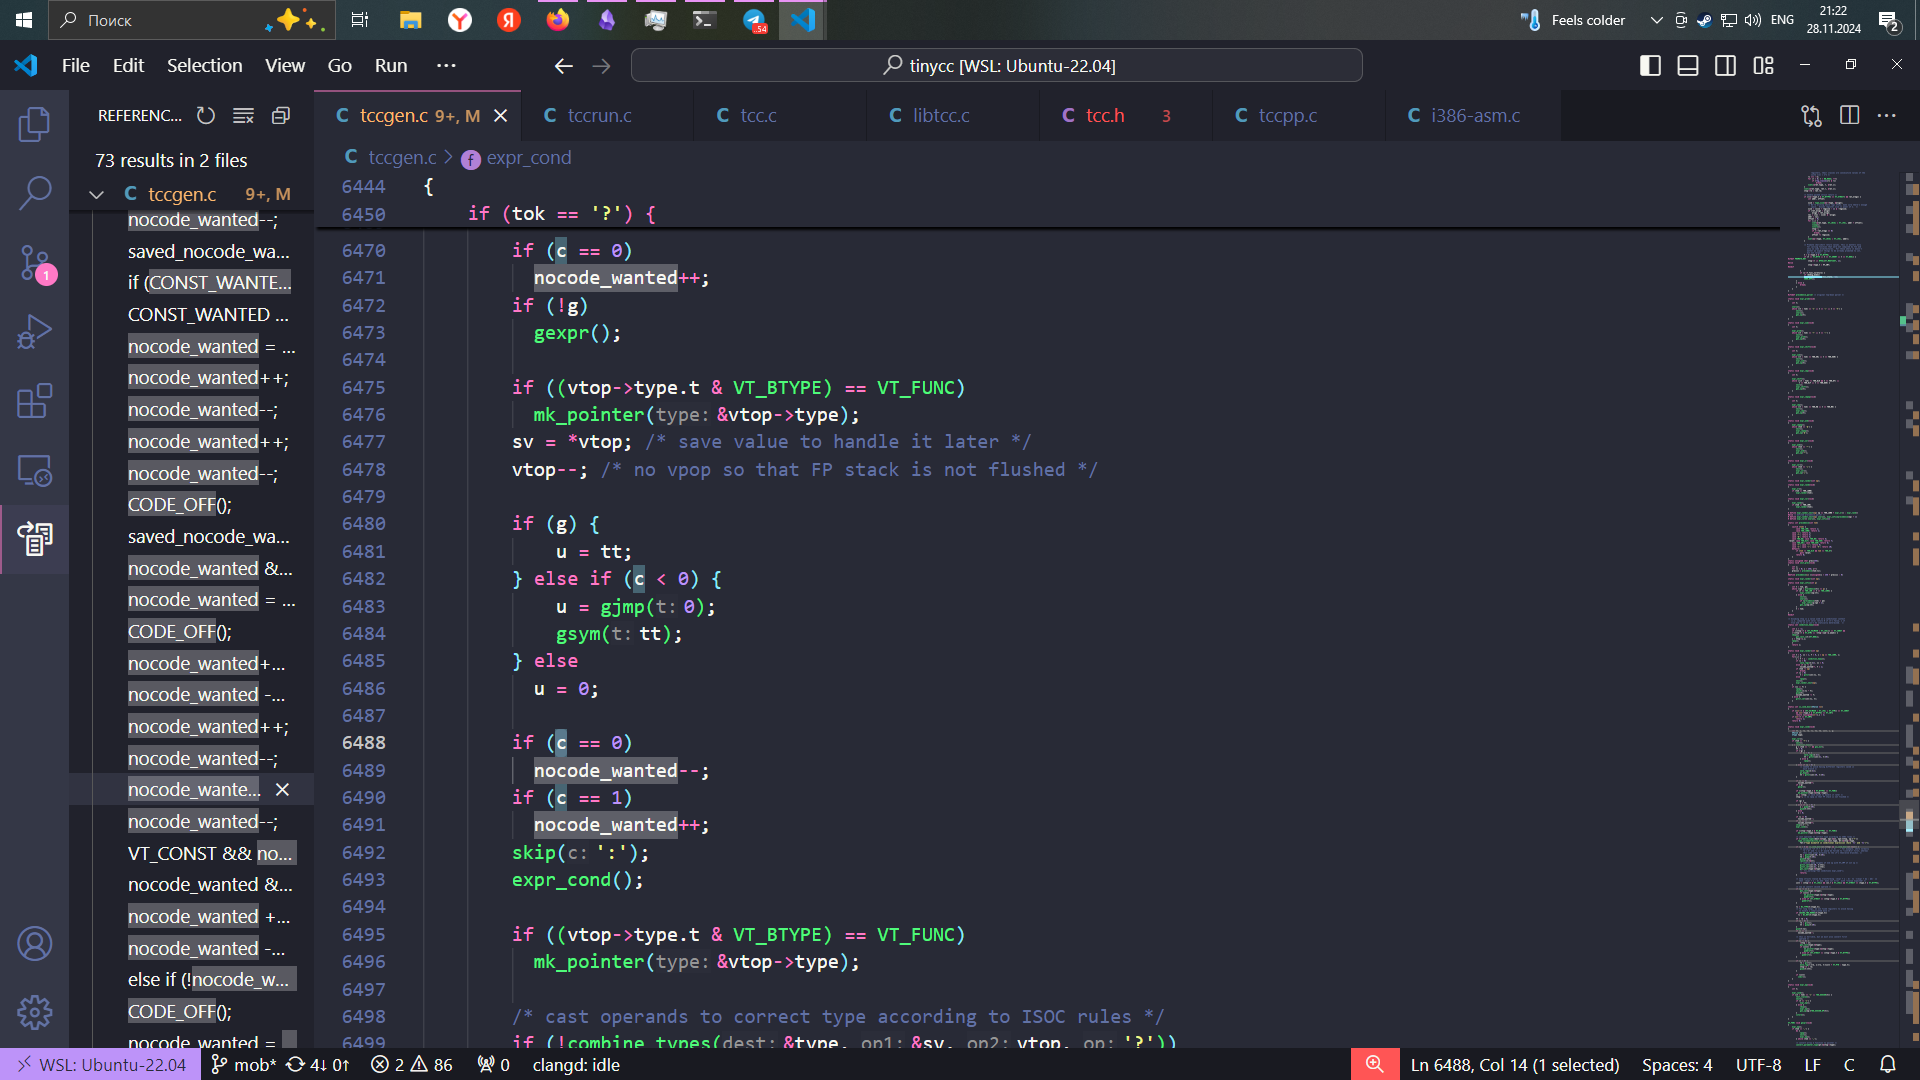 Поиск
54
Feels colder
ENG
21:22
28.11.2024
2
File Edit Selection View Go Run ···
tinycc [WSL: Ubuntu-22.04]
REFERENC...
73 results in 2 files
C tccgen.c 9+, M
nocode_wanted--;
saved_nocode_wa...
if (CONST_WANTE...
CONST_WANTED ...
nocode_wanted = ...
nocode_wanted++;
nocode_wanted--;
nocode_wanted++;
nocode_wanted--;
CODE_OFF();
saved_nocode_wa...
nocode_wanted &...
nocode_wanted = ...
CODE_OFF();
nocode_wanted+...
nocode_wanted -...
nocode_wanted++;
nocode_wanted--;
nocode_wante...
nocode_wanted--;
VT_CONST && no...
nocode_wanted &...
nocode_wanted +...
nocode_wanted -...
else if (!nocode_w...
CODE_OFF();
nocode_wanted =
1
C tccgen.c 9+, M
C tccrun.c
C tcc.c
C libtcc.c
C tcc.h 3
C tccpp.c
C i386-asm.c
C tccgen.c > f expr_cond
6444 {
6450 if (tok == '?') {
6470 if (c == 0)
6471 nocode_wanted++;
6472 if (!g)
6473 gexpr();
6474
6475 if ((vtop->type.t & VT_BTYPE) == VT_FUNC)
6476 mk_pointer(type: &vtop->type);
6477 sv = *vtop; /* save value to handle it later */
6478 vtop--; /* no vpop so that FP stack is not flushed */
6479
6480 if (g) {
6481 u = tt;
6482 } else if (c < 0) {
6483 u = gjmp(t: 0);
6484 gsym(t: tt);
6485 } else
6486 u = 0;
6487
6488 if (c == 0)
6489 nocode_wanted--;
6490 if (c == 1)
6491 nocode_wanted++;
6492 skip(c: ':');
6493 expr_cond();
6494
6495 if ((vtop->type.t & VT_BTYPE) == VT_FUNC)
6496 mk_pointer(type: &vtop->type);
6497
6498 /* cast operands to correct type according to ISOC rules */
6499 if (!combine_types(dest: &type, op1: &sv, op2: vtop, op: '?'))
WSL: Ubuntu-22.04 mob* 4↓ 0↑ 2 86 0 clangd: idle
Ln 6488, Col 14 (1 selected) Spaces: 4 UTF-8 LF C